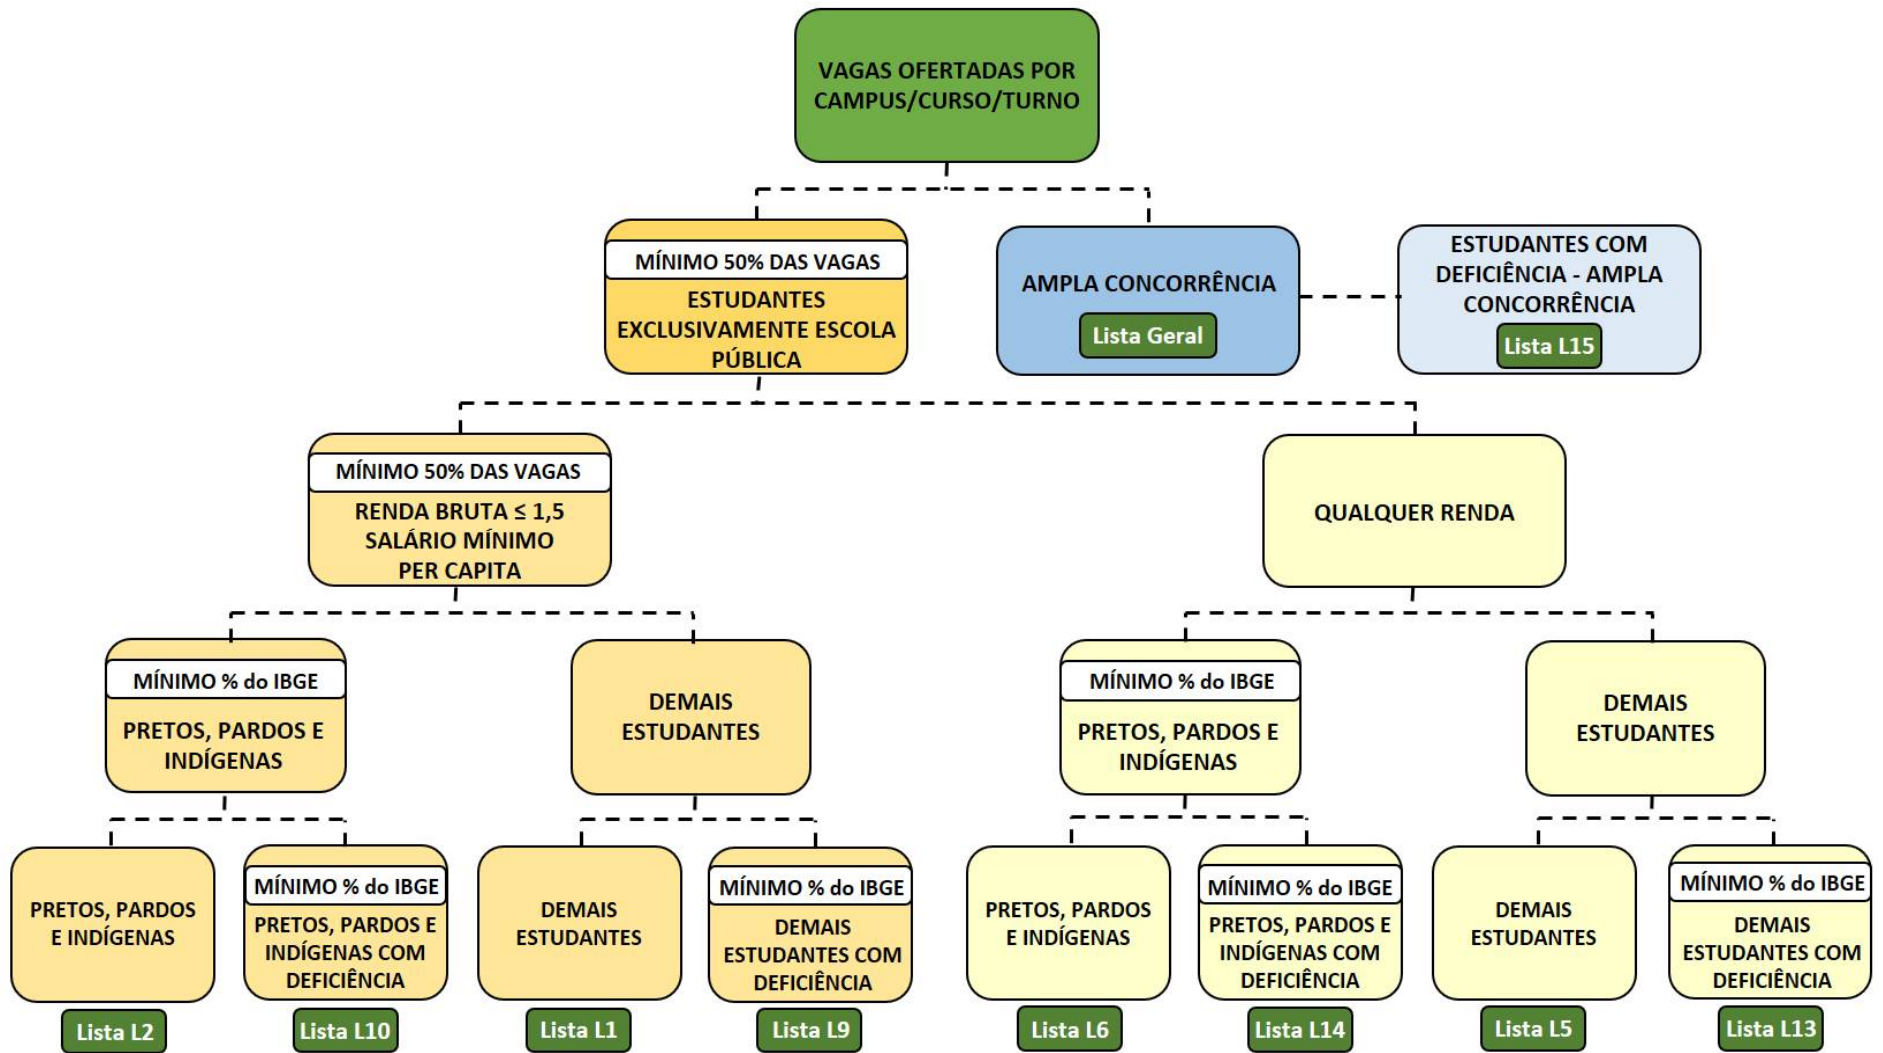 VAGAS OFERTADAS POR
CAMPUS/CURSO/TURNO
MÍNIMO 50% DAS VAGAS
ESTUDANTES
EXCLUSIVAMENTE ESCOLA
PÚBLICA
AMPLA CONCORRÊNCIA
Lista Geral
ESTUDANTES COM
DEFICIÊNCIA - AMPLA
CONCORRÊNCIA
Lista L15
MÍNIMO 50% DAS VAGAS
RENDA BRUTA ≤ 1,5
SALÁRIO MÍNIMO
PER CAPITA
QUALQUER RENDA
MÍNIMO % do IBGE
PRETOS, PARDOS E
INDÍGENAS
DEMAIS
ESTUDANTES
MÍNIMO % do IBGE
PRETOS, PARDOS E
INDÍGENAS
DEMAIS
ESTUDANTES
PRETOS, PARDOS
E INDÍGENAS
Lista L2
MÍNIMO % do IBGE
PRETOS, PARDOS E
INDÍGENAS COM
DEFICIÊNCIA
Lista L10
DEMAIS
ESTUDANTES
Lista L1
MÍNIMO % do IBGE
DEMAIS
ESTUDANTES COM
DEFICIÊNCIA
Lista L9
PRETOS, PARDOS
E INDÍGENAS
Lista L6
MÍNIMO % do IBGE
PRETOS, PARDOS E
INDÍGENAS COM
DEFICIÊNCIA
Lista L14
DEMAIS
ESTUDANTES
Lista L5
MÍNIMO % do IBGE
DEMAIS
ESTUDANTES COM
DEFICIÊNCIA
Lista L13